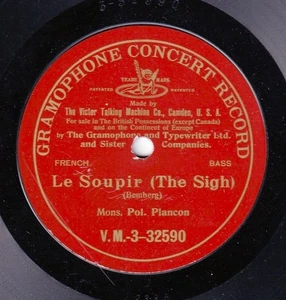 GRAMOPHONE CONCERT RECORD
TRADE MARK
Made by
The Victor Talking Machine Co., Camden, U. S. A.
For sale in The British Possessions (except Canada)
and on the Continent of Europe
by The Gramophone and Typewriter Ltd.
and Sister Companies.
FRENCH BASS
Le Soupir (The Sigh)
(Bemberg)
Mons. Pol. Plancon
V.M.-3-32590